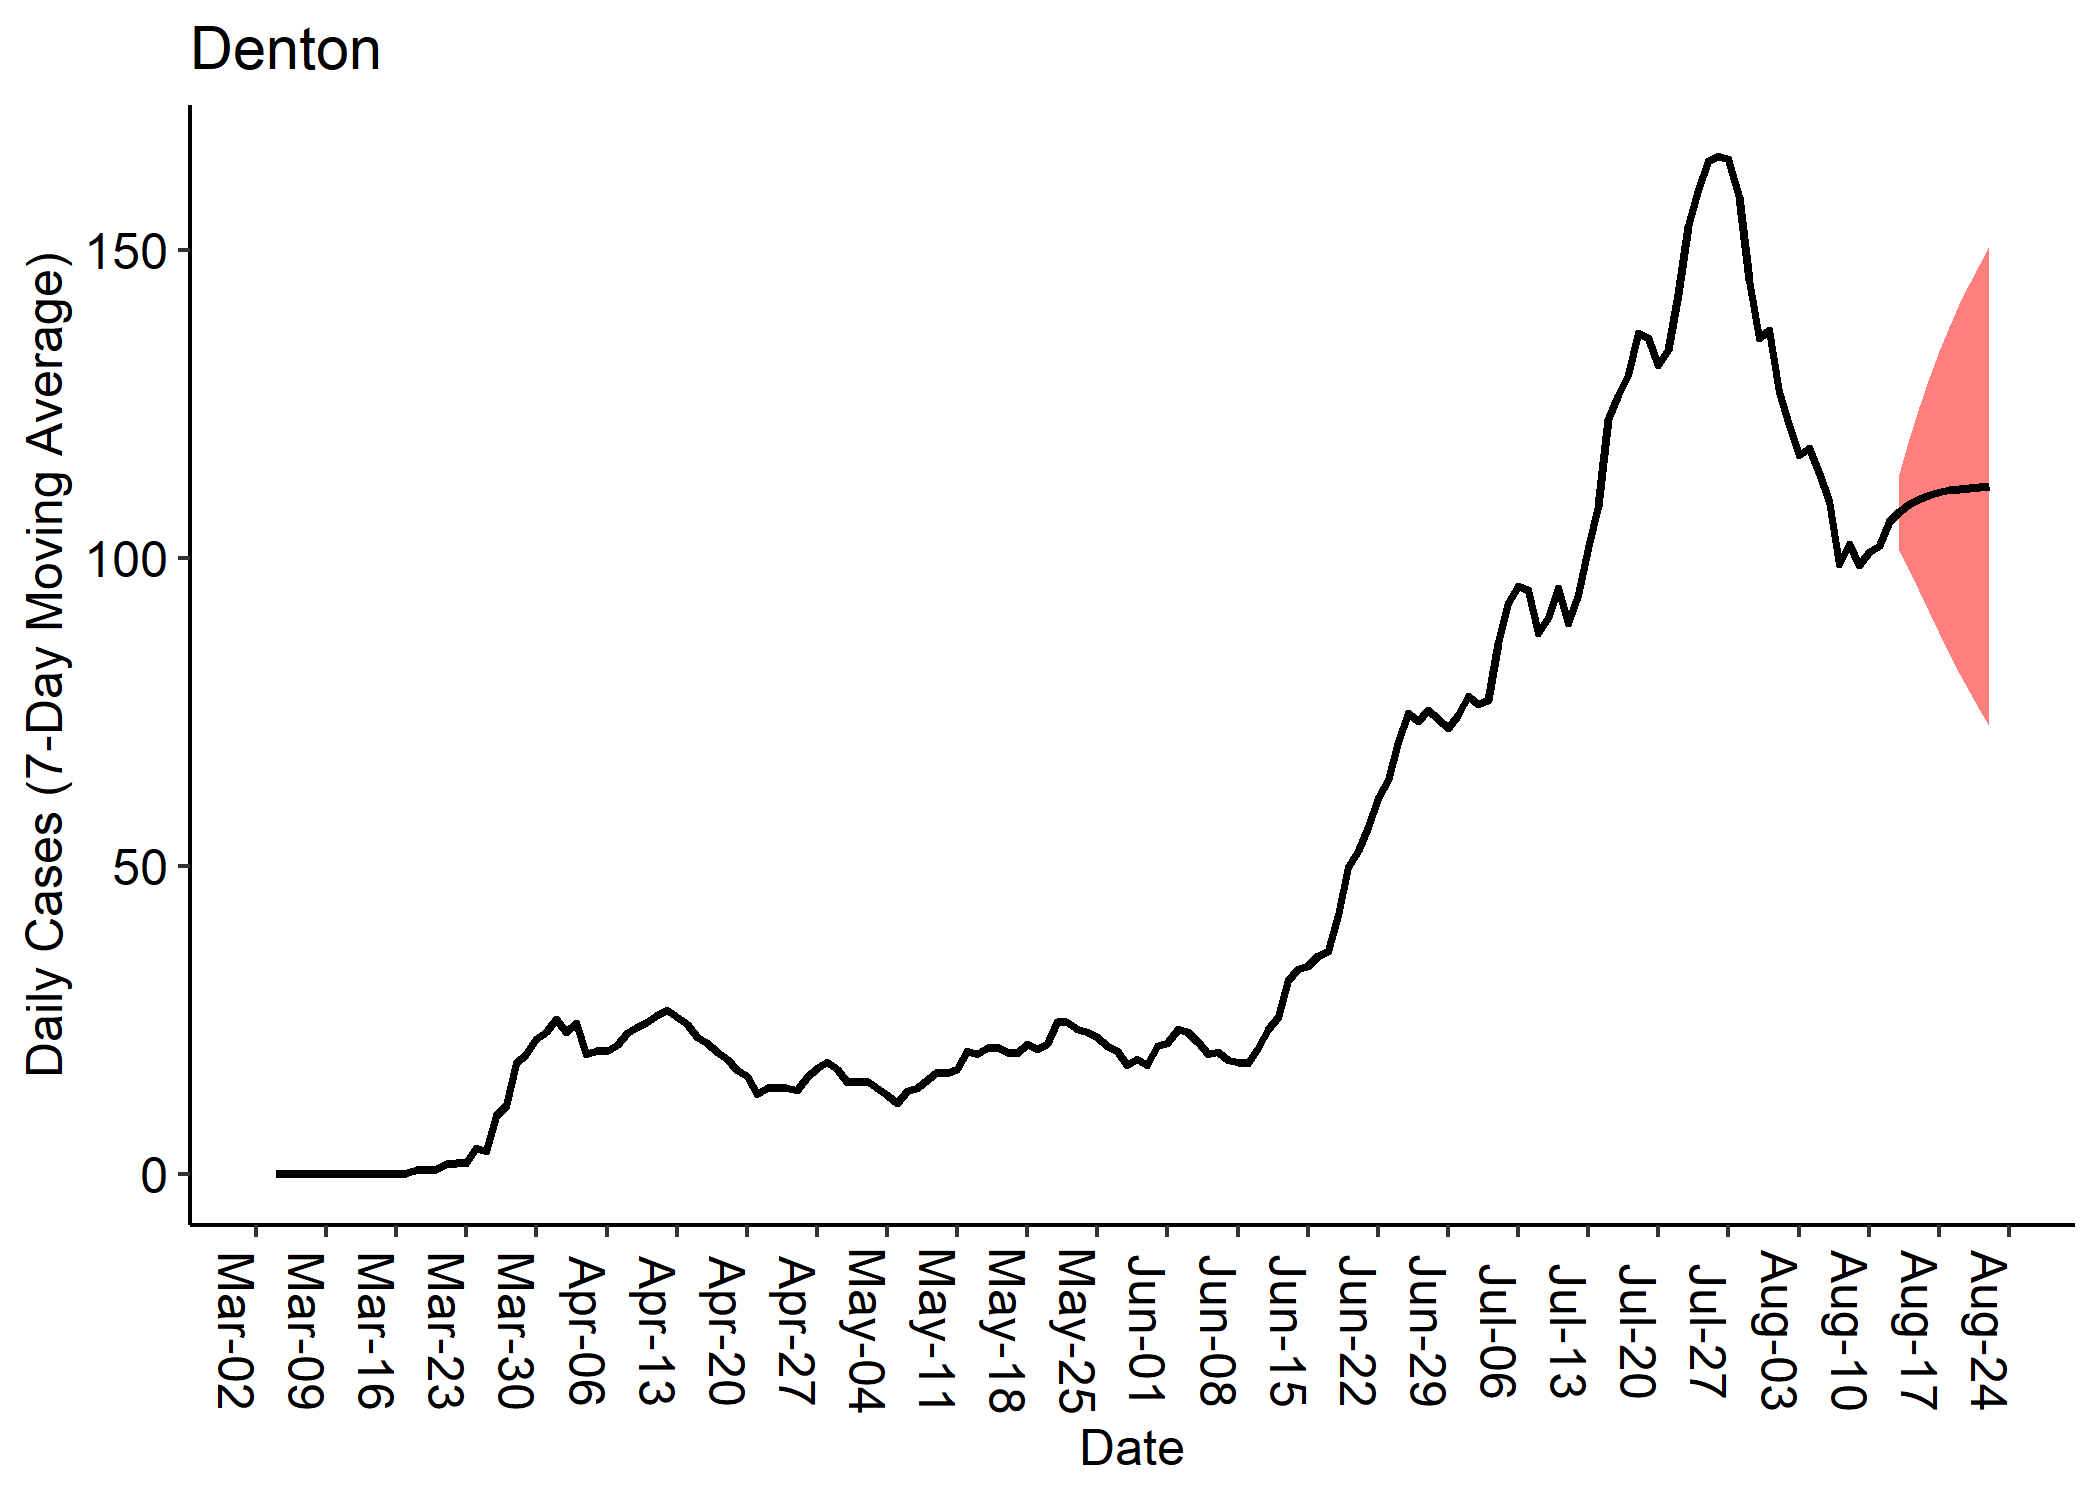 Denton
Daily Cases (7-Day Moving Average)
150
100
50
0
Mar-02
Mar-09
Mar-16
Mar-23
Mar-30
Apr-06
Apr-13
Apr-20
Apr-27
May-04
May-11
May-18
May-25
Jun-01
Jun-08
Jun-15
Jun-22
Jun-29
Jul-06
Jul-13
Jul-20
Jul-27
Aug-03
Aug-10
Aug-17
Aug-24
Date